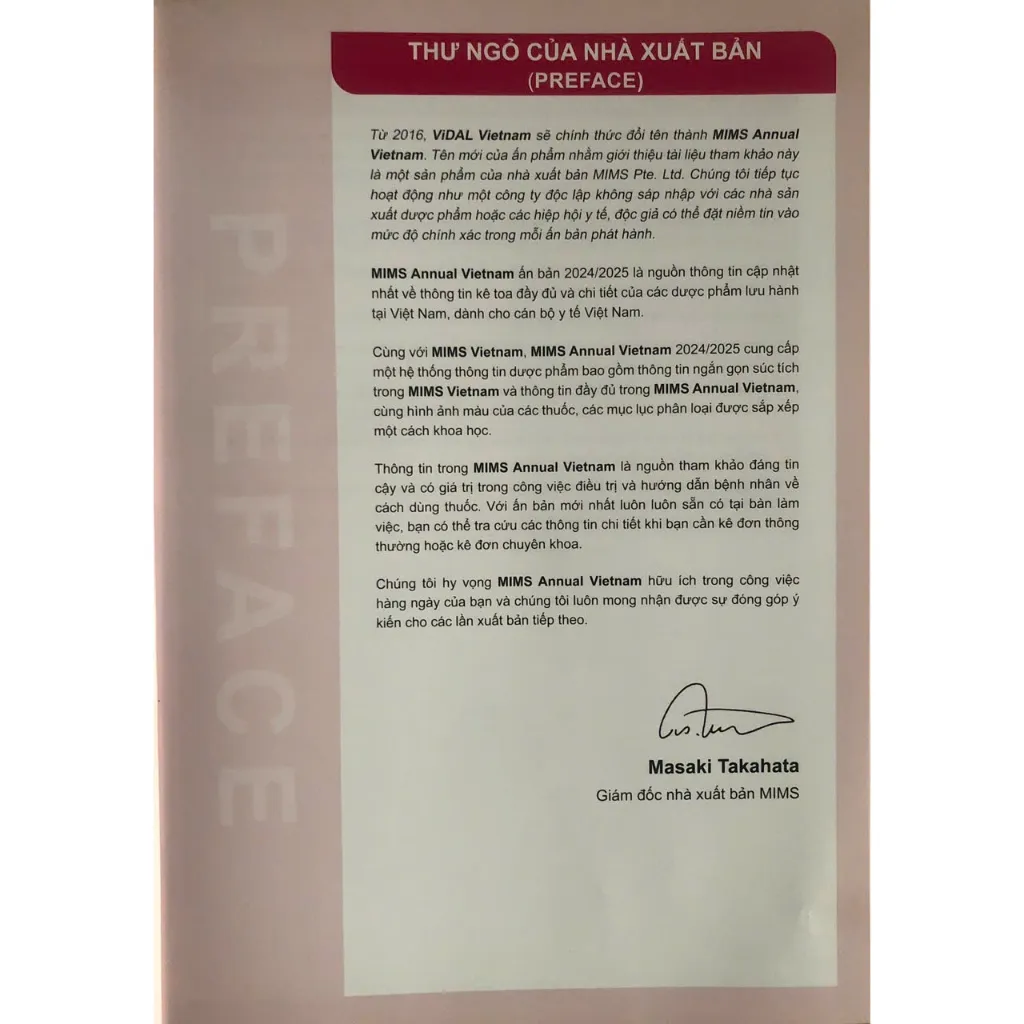 THƯ NGỎ CỦA NHÀ XUẤT BẢN
(PREFACE)
Từ 2016, ViDAL Vietnam sẽ chính thức đổi tên thành MIMS Annual
Vietnam. Tên mới của ấn phẩm nhằm giới thiệu tài liệu tham khảo này
là một sản phẩm của nhà xuất bản MIMS Pte. Ltd. Chúng tôi tiếp tục
hoạt động như một công ty độc lập không sáp nhập với các nhà sản
xuất dược phẩm hoặc các hiệp hội y tế, độc giả có thể đặt niềm tin vào
mức độ chính xác trong mỗi ấn bản phát hành.
MIMS Annual Vietnam ấn bản 2024/2025 là nguồn thông tin cập nhật
nhất về thông tin kê toa đầy đủ và chi tiết của các dược phẩm lưu hành
tại Việt Nam, dành cho cán bộ y tế Việt Nam.
Cùng với MIMS Vietnam, MIMS Annual Vietnam 2024/2025 cung cấp
một hệ thống thông tin dược phẩm bao gồm thông tin ngắn gọn súc tích
trong MIMS Vietnam và thông tin đầy đủ trong MIMS Annual Vietnam,
cùng hình ảnh màu của các thuốc, các mục lục phân loại được sắp xếp
một cách khoa học.
Thông tin trong MIMS Annual Vietnam là nguồn tham khảo đáng tin
cậy và có giá trị trong công việc điều trị và hướng dẫn bệnh nhân về
cách dùng thuốc. Với ấn bản mới nhất luôn luôn sẵn có tại bàn làm
việc, bạn có thể tra cứu các thông tin chi tiết khi bạn cần kê đơn thông
thường hoặc kê đơn chuyên khoa.
Chúng tôi hy vọng MIMS Annual Vietnam hữu ích trong công việc
hàng ngày của bạn và chúng tôi luôn mong nhận được sự đóng góp ý
kiến cho các lần xuất bản tiếp theo.
Masaki Takahata
Giám đốc nhà xuất bản MIMS
PREFACE